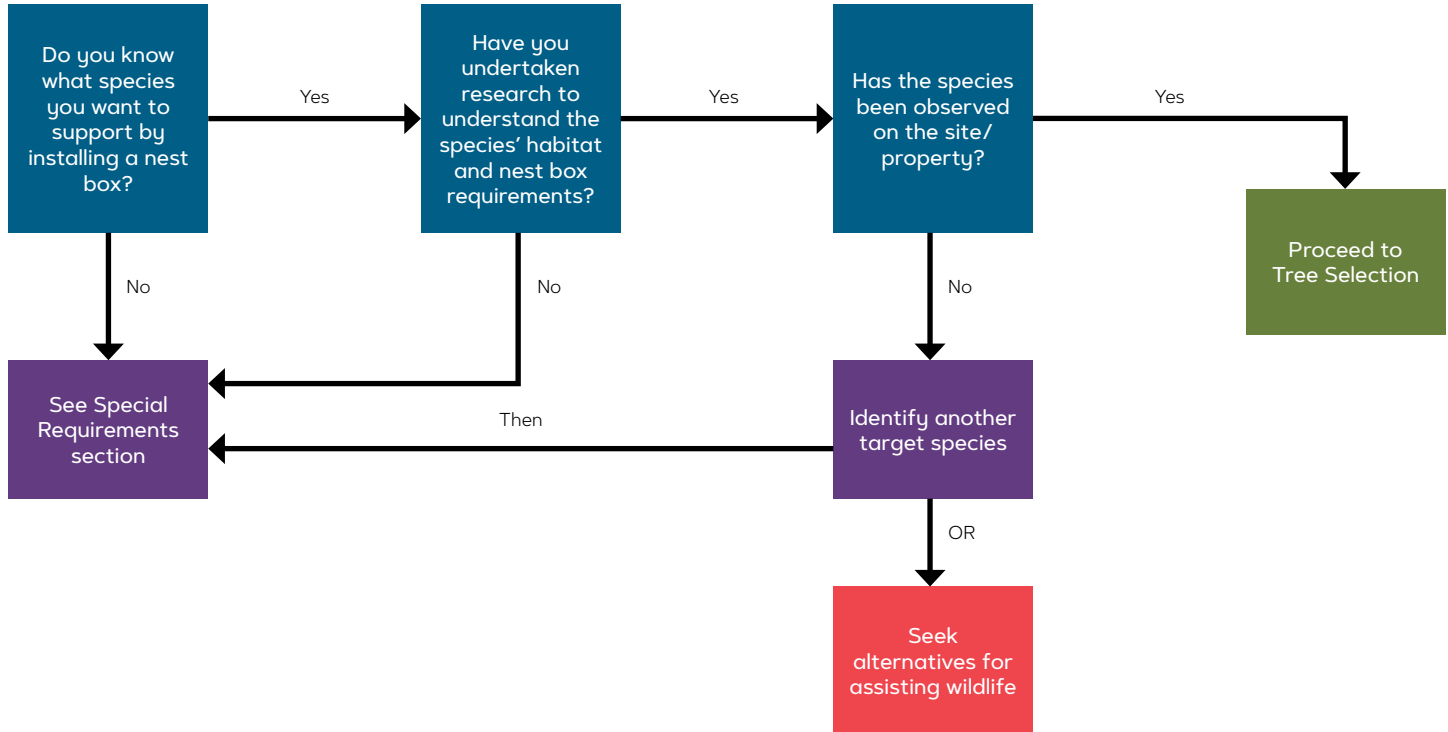 Do you know
what species
you want to
support by
installing a nest
box?
Yes
Have you
undertaken
research to
understand the
species' habitat
and nest box
requirements?
Yes
Has the species
been observed
on the site/
property?
Yes
Proceed to
Tree Selection
No
No
No
See Special
Requirements
section
Then
Identify another
target species
OR
Seek
alternatives for
assisting wildlife